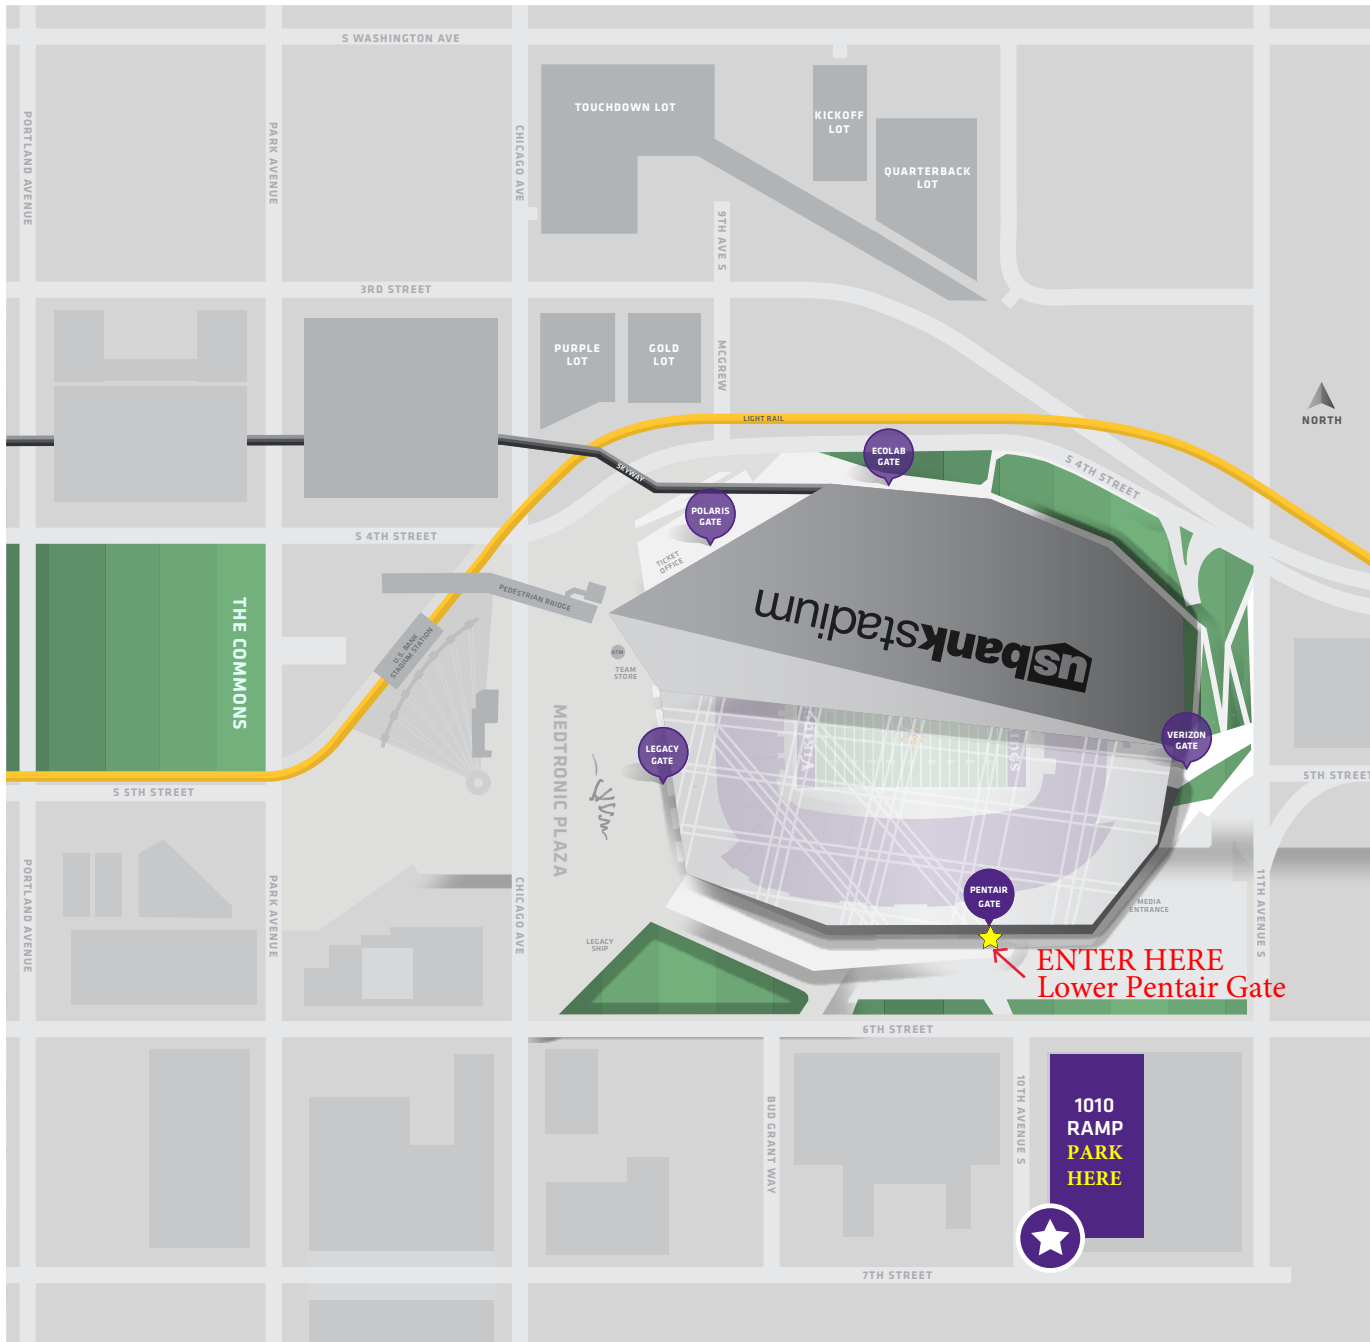 S WASHINGTON AVE
PORTLAND AVENUE
PARK AVENUE
CHICAGO AVE
TOUCHDOWN LOT
KICKOFF
LOT
QUARTERBACK
LOT
9TH AVE S
3RD STREET
PURPLE
LOT
GOLD
LOT
MCGREW
NORTH
LIGHT RAIL
SKYWAY
ECOLAB
GATE
S 4TH STREET
POLARIS
GATE
S 4TH STREET
TICKET
OFFICE
PEDESTRIAN BRIDGE
THE COMMONS
U.S. BANK
STADIUM STATION
usbankstadium
ATM
TEAM
STORE
MEDTRONIC PLAZA
LEGACY
GATE
VERIZON
GATE
5TH STREET
S 5TH STREET
PORTLAND AVENUE
PARK AVENUE
CHICAGO AVE
PENTAIR
GATE
MEDIA
ENTRANCE
11TH AVENUE S
LEGACY
SHIP
ENTER HERE
Lower Pentair Gate
6TH STREET
BUD GRANT WAY
10TH AVENUE S
1010
RAMP
PARK
HERE
7TH STREET